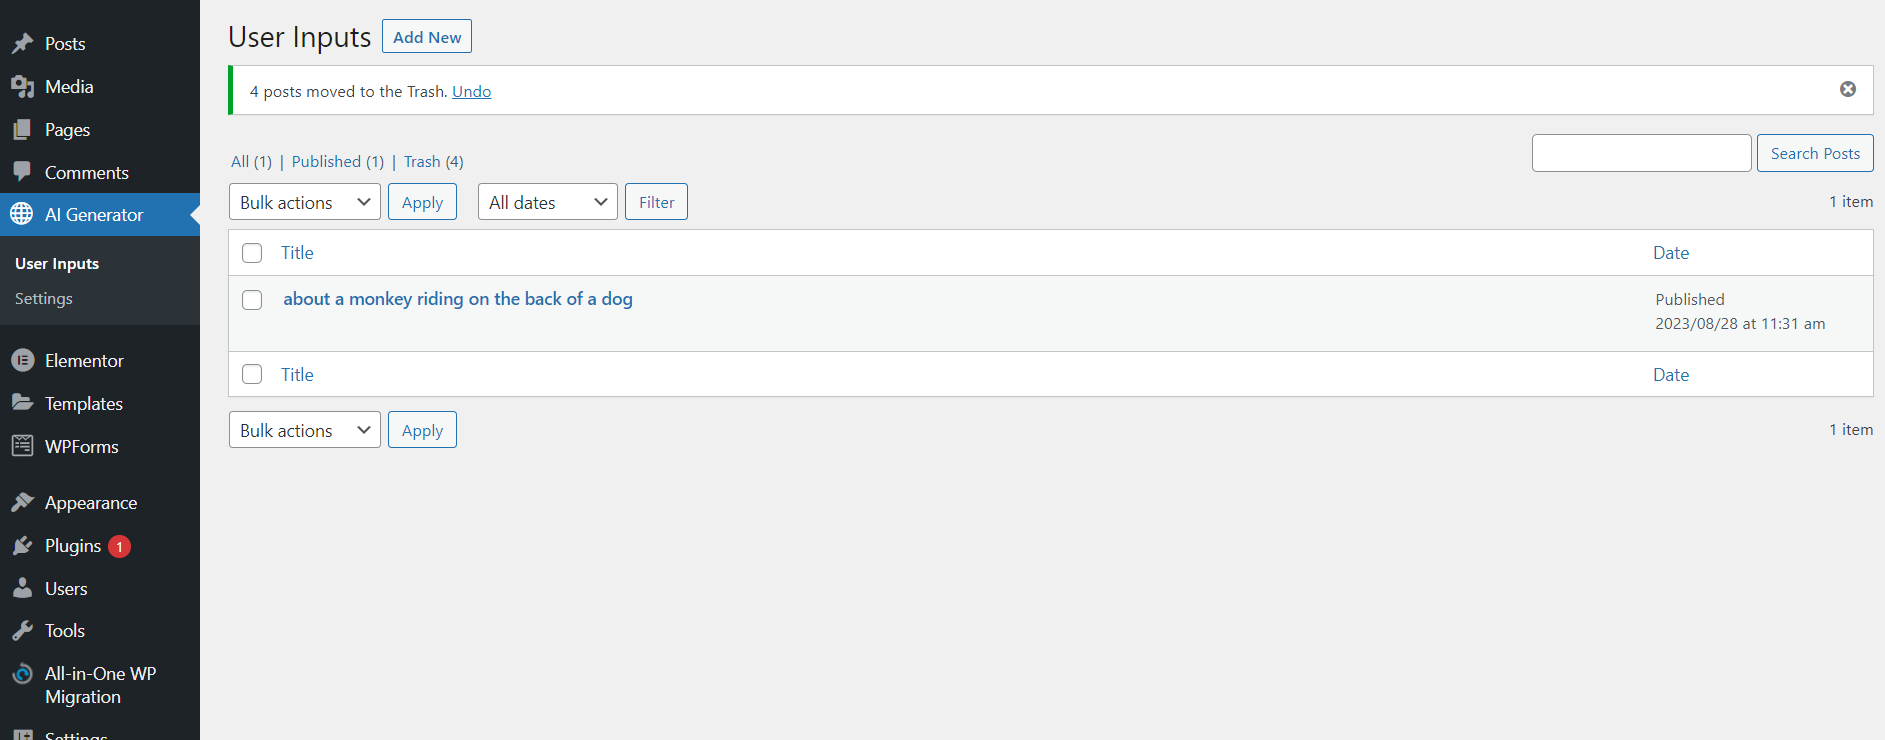 Posts
Media
Pages
Comments
AI Generator
User Inputs
Settings
Elementor
Templates
WPForms
Appearance
Plugins 1
Users
Tools
All-in-One WP
Migration
Settings
User Inputs Add New
4 posts moved to the Trash. Undo
All (1) | Published (1) | Trash (4)
Search Posts
Bulk actions Apply All dates Filter
1 item
Title Date
about a monkey riding on the back of a dog
Published
2023/08/28 at 11:31 am
Title Date
Bulk actions Apply
1 item